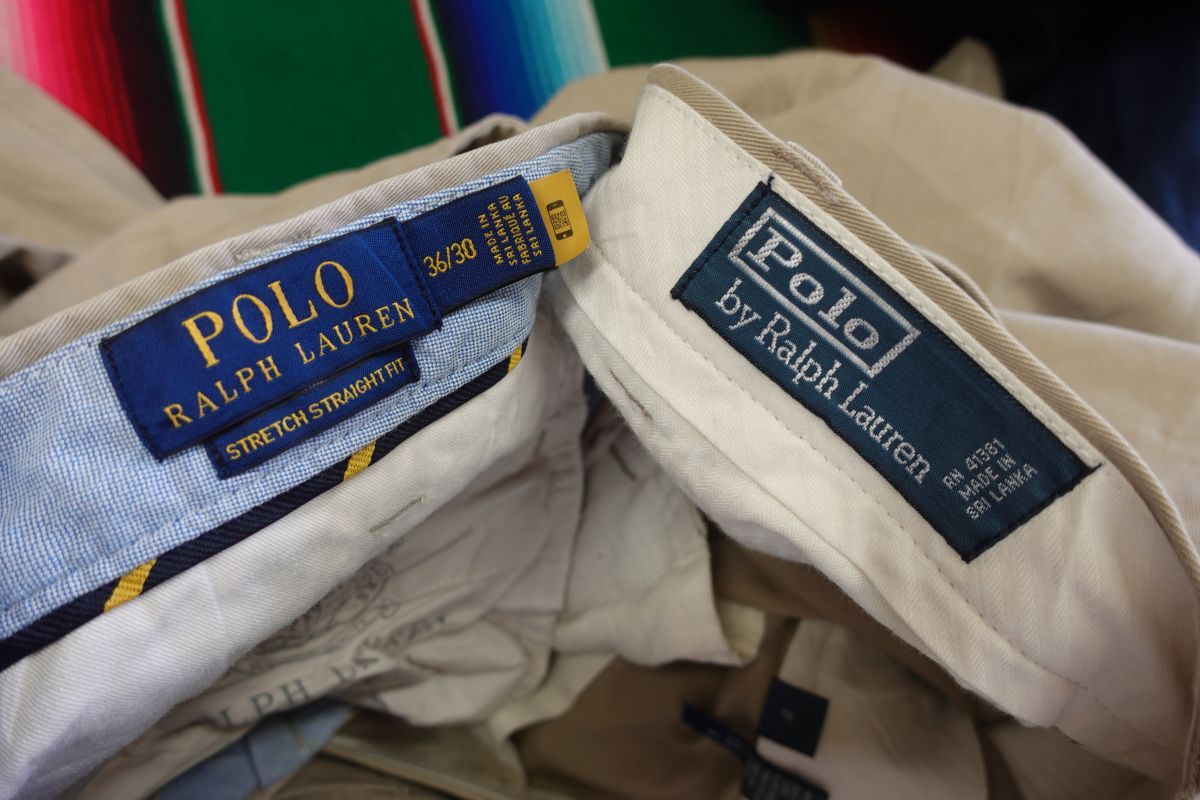 POLO
RALPH LAUREN
STRETCH STRAIGHT FIT
36/30
MADE IN
SRI LANKA
FABRIQUÉ AU
SRI LANKA
Polo
by Ralph Lauren
RN 41381
MADE IN
SRI LANKA
LPH